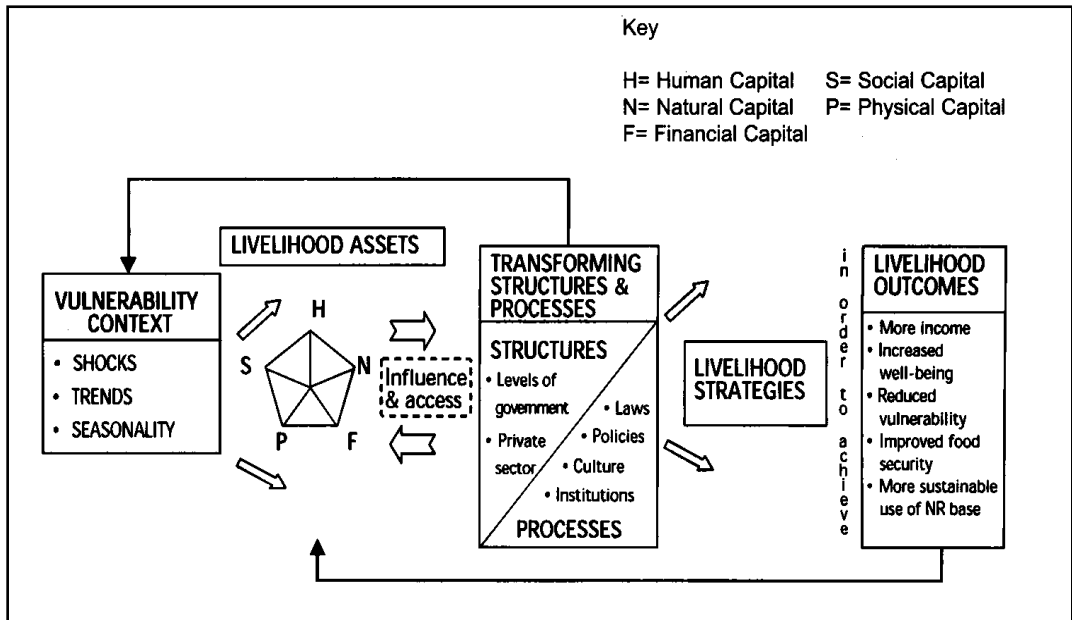 Key
H= Human Capital S= Social Capital
N= Natural Capital P= Physical Capital
F= Financial Capital
LIVELIHOOD ASSETS
VULNERABILITY
CONTEXT
• SHOCKS
• TRENDS
• SEASONALITY
H
S
N
P
F
Influence
& access
TRANSFORMING
STRUCTURES &
PROCESSES
STRUCTURES
• Levels of
government
• Private
sector
• Laws
• Policies
• Culture
• Institutions
PROCESSES
LIVELIHOOD
STRATEGIES
in order to achieve
LIVELIHOOD
OUTCOMES
• More income
• Increased
well-being
• Reduced
vulnerability
• Improved food
security
• More sustainable
use of NR base